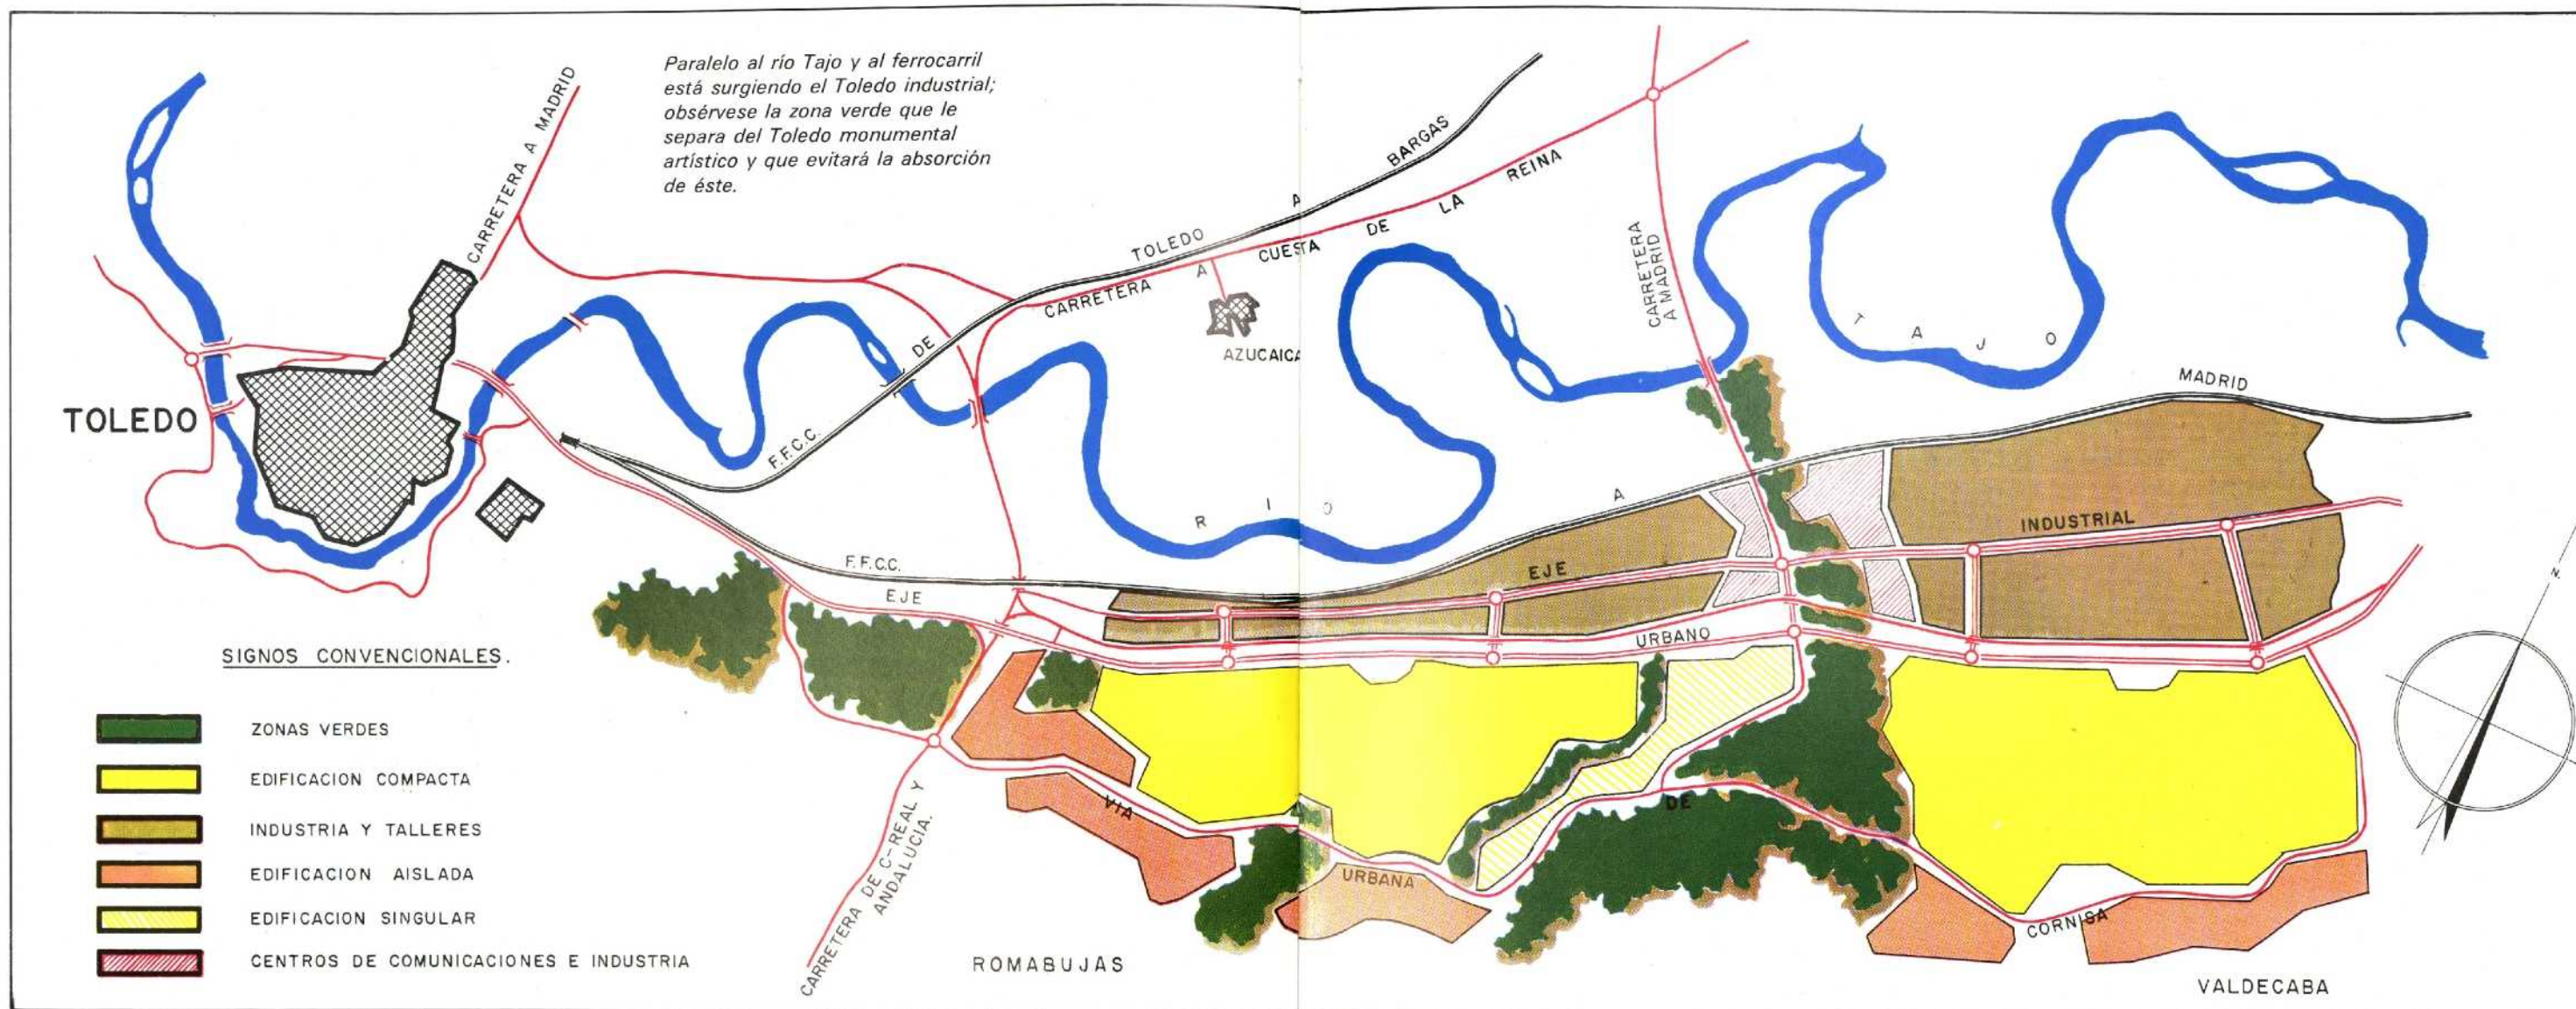 Paralelo al río Tajo y al ferrocarril
está surgiendo el Toledo industrial;
obsérvese la zona verde que le
separa del Toledo monumental
artístico y que evitará la absorción
de éste.
CARRETERA A MADRID
TOLEDO
F.F.C.C. DE TOLEDO A BARGAS
CARRETERA A CUESTA DE LA REINA
AZUCAICA
CARRETERA
A MADRID
RIO TAJO
F.F.C.C. A MADRID
EJE INDUSTRIAL
EJE URBANO
VIA URBANA DE CORNISA
CARRETERA DE C-REAL Y
ANDALUCIA.
ROMABUJAS
VALDECABA
N.
SIGNOS CONVENCIONALES.
ZONAS VERDES
EDIFICACION COMPACTA
INDUSTRIA Y TALLERES
EDIFICACION AISLADA
EDIFICACION SINGULAR
CENTROS DE COMUNICACIONES E INDUSTRIA